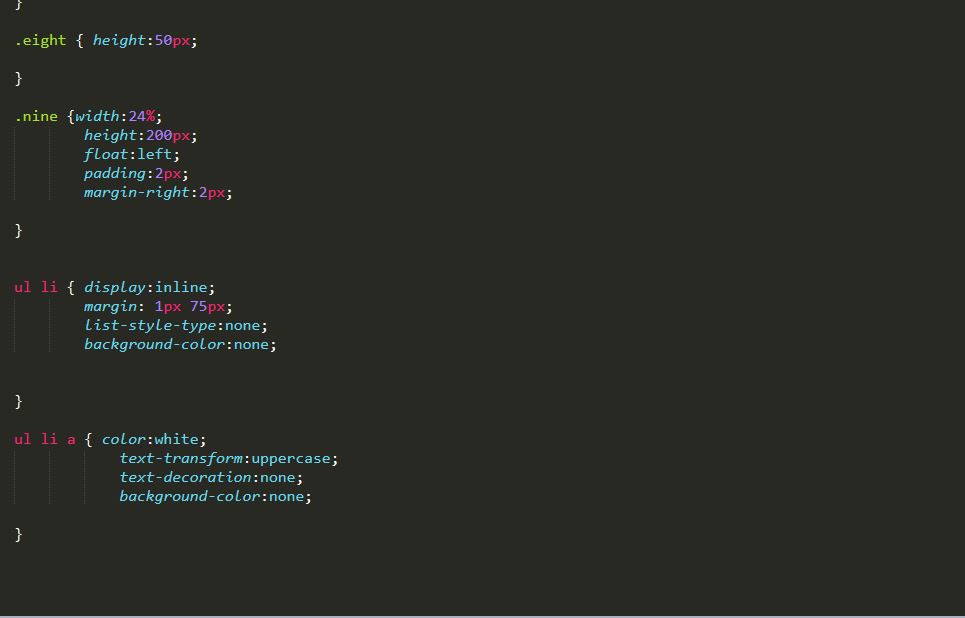 }
.eight { height:50px;
}
.nine {width:24%;
height:200px;
float:left;
padding:2px;
margin-right:2px;
}
ul li { display:inline;
margin: 1px 75px;
list-style-type:none;
background-color:none;
}
ul li a { color:white;
text-transform:uppercase;
text-decoration:none;
background-color:none;
}